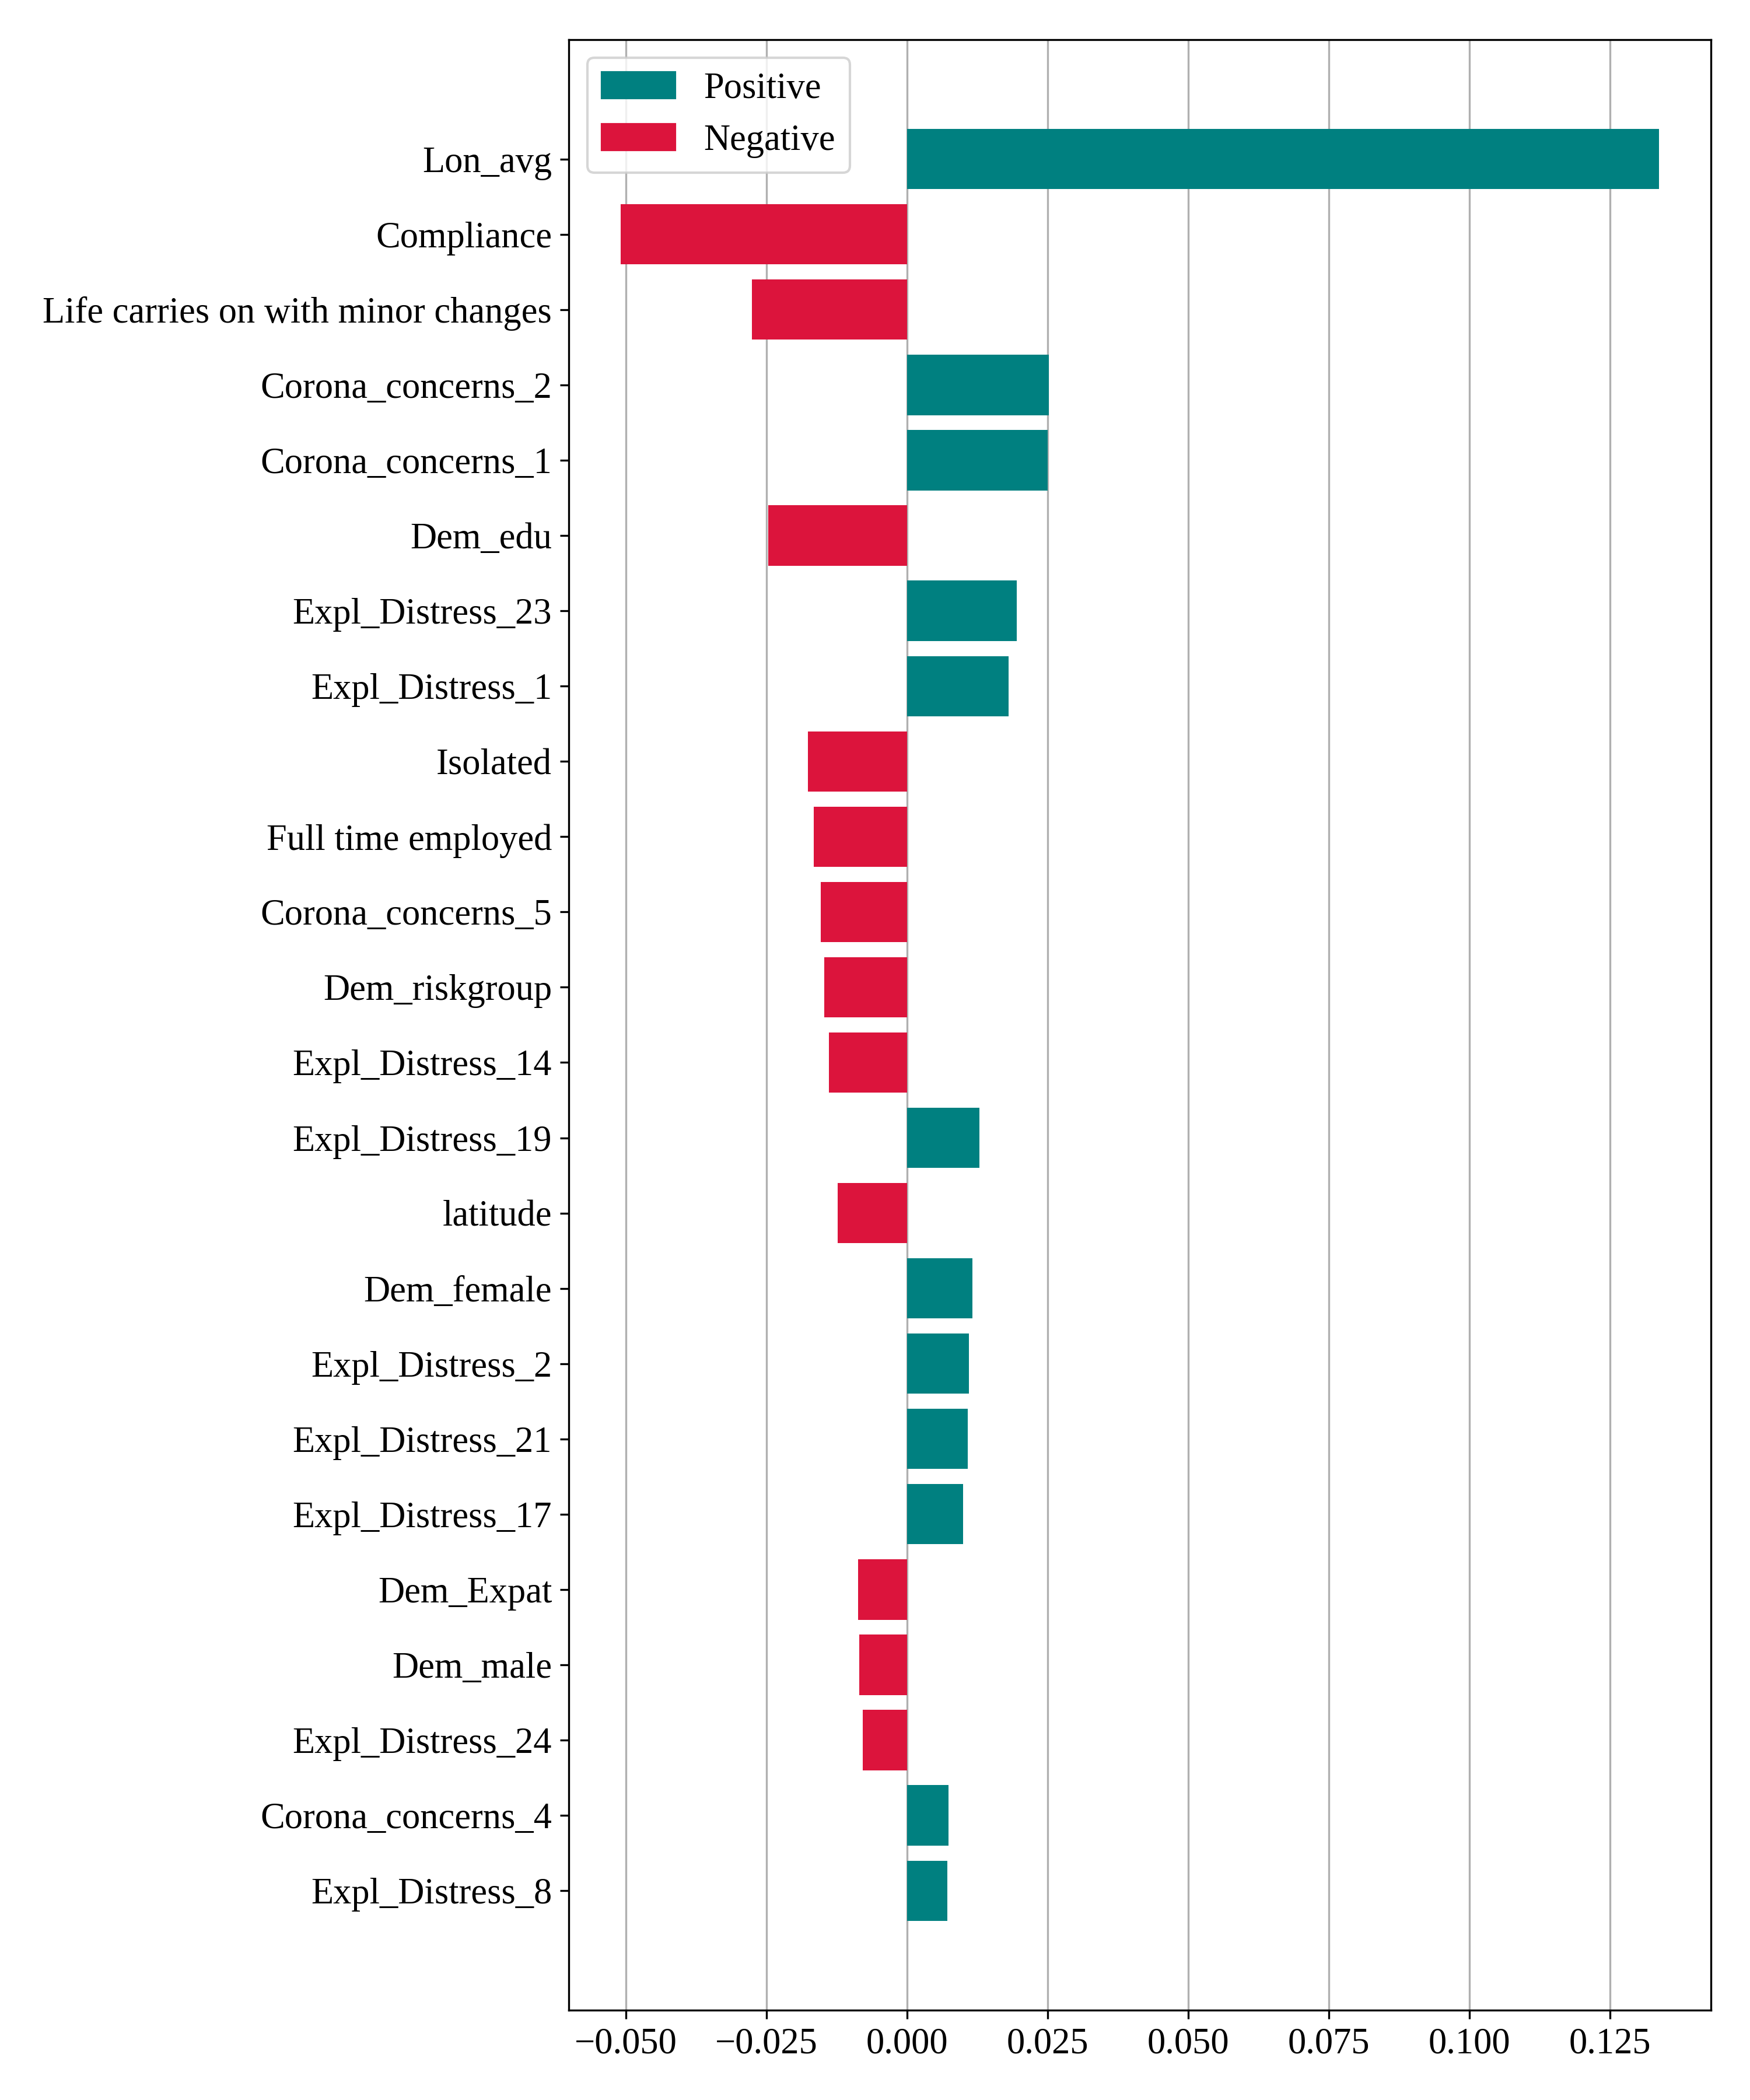 Positive
Negative
Lon_avg
Compliance
Life carries on with minor changes
Corona_concerns_2
Corona_concerns_1
Dem_edu
Expl_Distress_23
Expl_Distress_1
Isolated
Full time employed
Corona_concerns_5
Dem_riskgroup
Expl_Distress_14
Expl_Distress_19
latitude
Dem_female
Expl_Distress_2
Expl_Distress_21
Expl_Distress_17
Dem_Expat
Dem_male
Expl_Distress_24
Corona_concerns_4
Expl_Distress_8
−0.050 −0.025 0.000 0.025 0.050 0.075 0.100 0.125